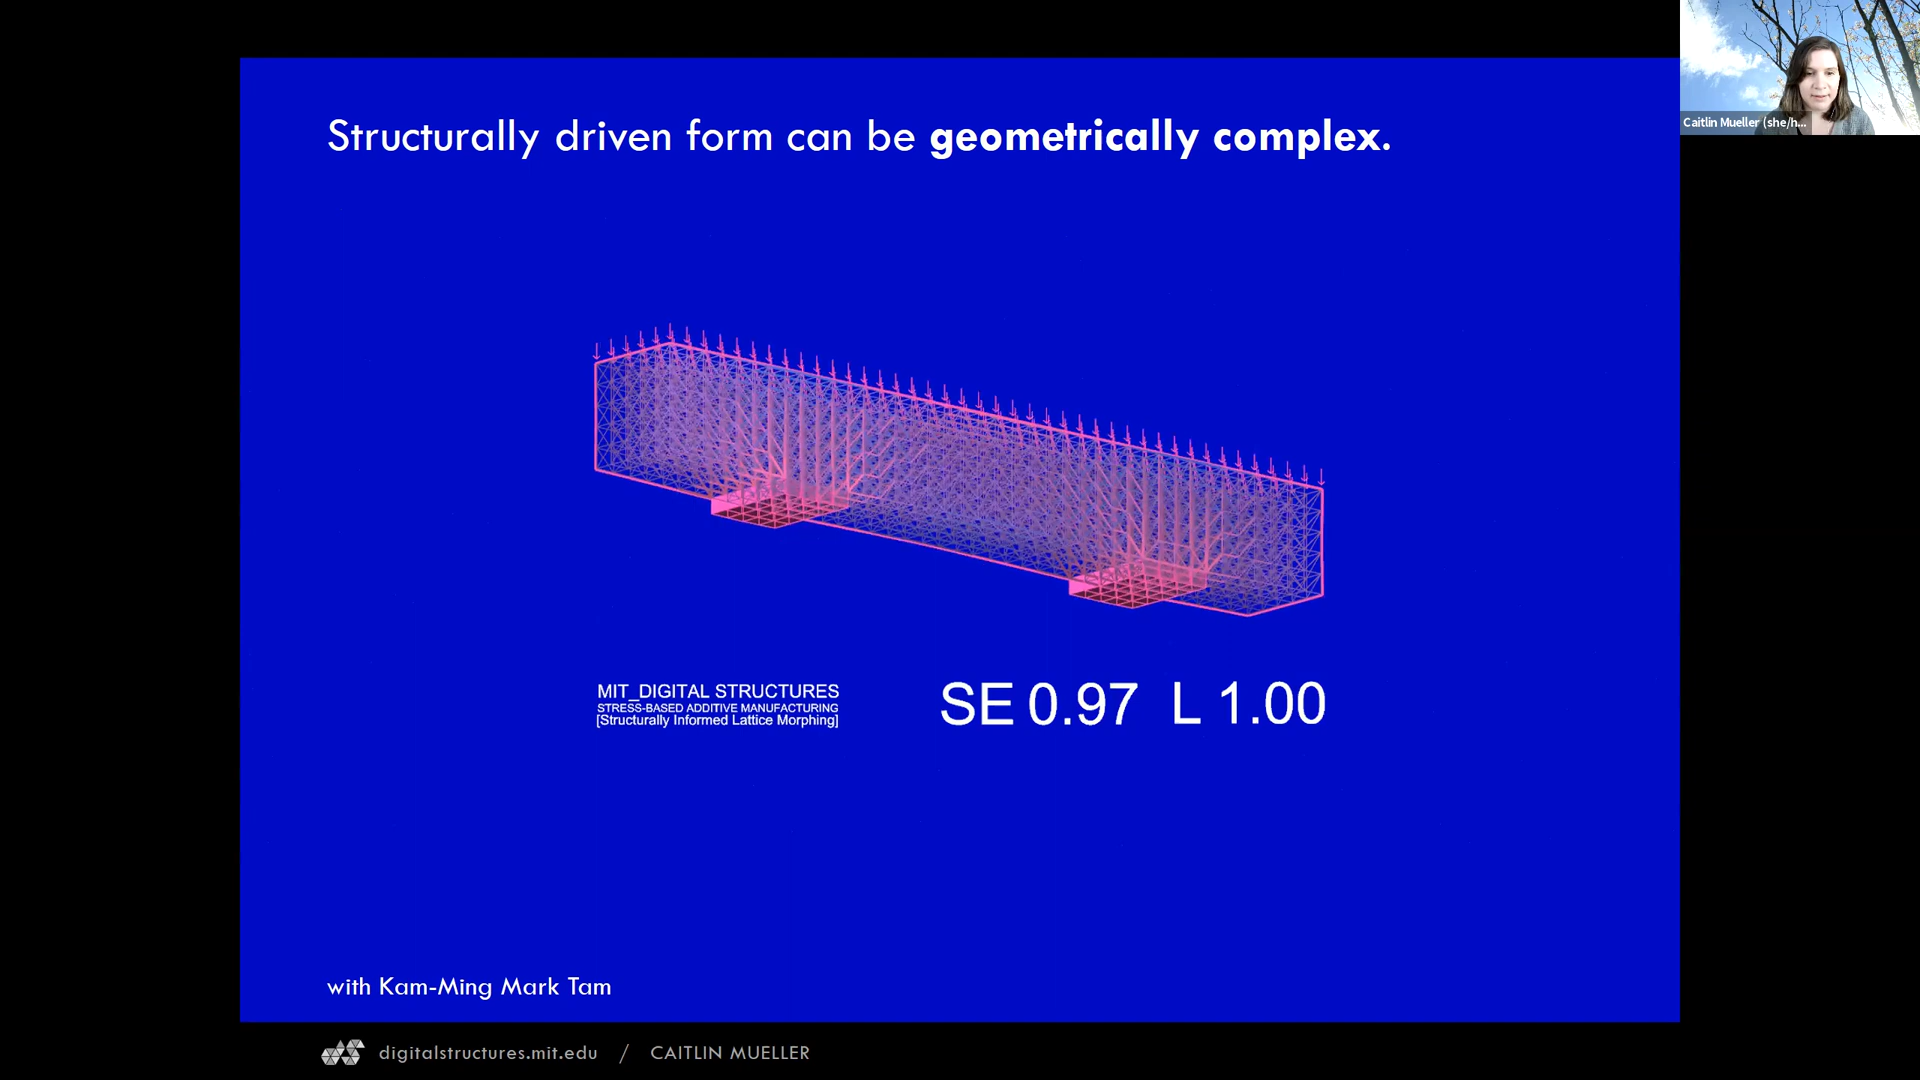 Structurally driven form can be geometrically complex.
Caitlin Mueller (she/h...
MIT_DIGITAL STRUCTURES
STRESS-BASED ADDITIVE MANUFACTURING
[Structurally Informed Lattice Morphing]
SE 0.97 L 1.00
with Kam-Ming Mark Tam
digitalstructures.mit.edu / CAITLIN MUELLER